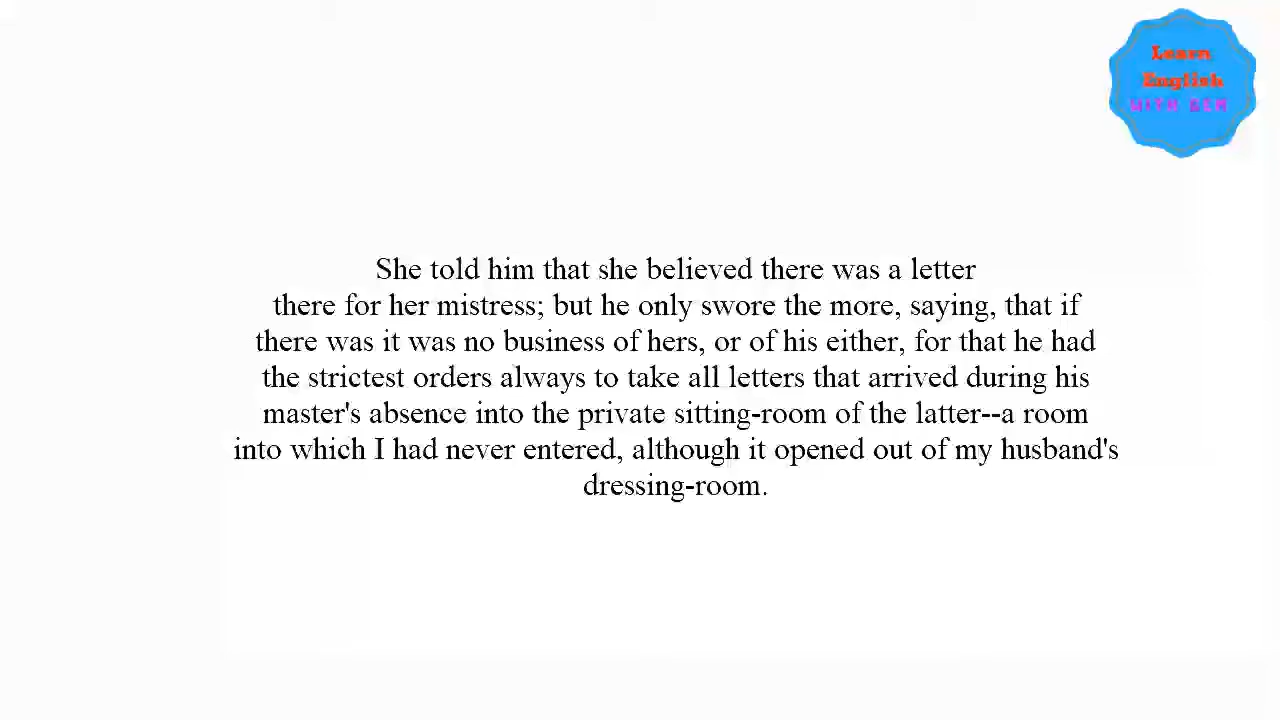 Learn
English
WITH BEN
She told him that she believed there was a letter
there for her mistress; but he only swore the more, saying, that if
there was it was no business of hers, or of his either, for that he had
the strictest orders always to take all letters that arrived during his
master's absence into the private sitting-room of the latter--a room
into which I had never entered, although it opened out of my husband's
dressing-room.